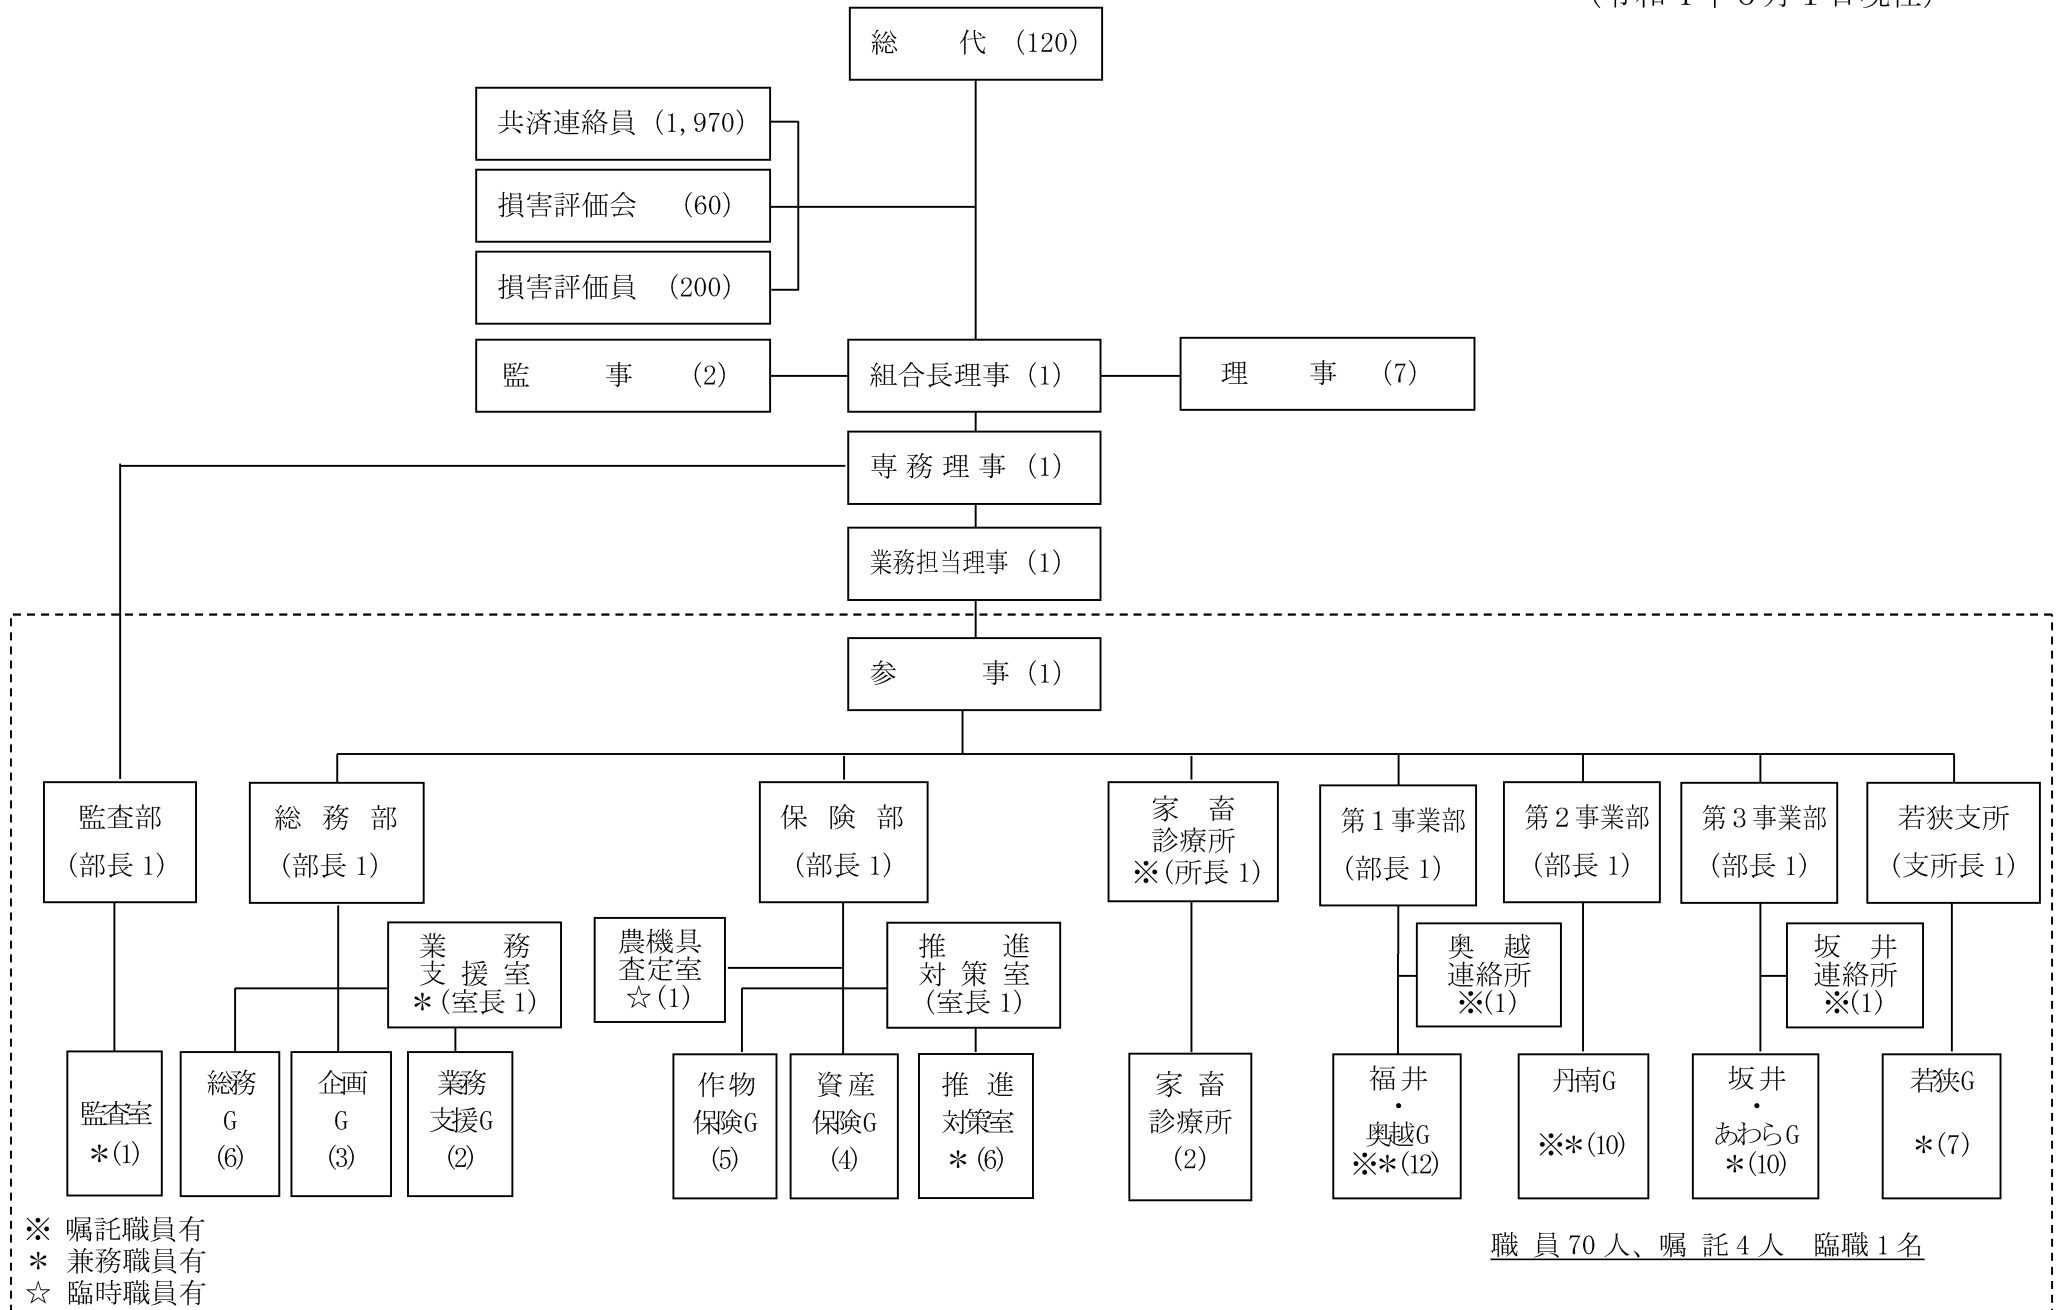 総 代 (120)
共済連絡員 (1,970)
損害評価会 (60)
損害評価員 (200)
監 事 (2)
組合長理事 (1)
理 事 (7)
専務理事 (1)
業務担当理事 (1)
参 事 (1)
監査部
(部長 1)
総務部
(部長 1)
保険部
(部長 1)
家畜
診療所
※(所長 1)
第1事業部
(部長 1)
第2事業部
(部長 1)
第3事業部
(部長 1)
若狭支所
(支所長 1)
業務
支援室
*(室長 1)
農機具
査定室
☆(1)
推進
対策室
(室長 1)
奥越
連絡所
※(1)
坂井
連絡所
※(1)
監査室
*(1)
総務
G
(6)
企画
G
(3)
業務
支援G
(2)
作物
保険G
(5)
資産
保険G
(4)
推進
対策室
*(6)
家畜
診療所
(2)
福井
・
奥越G
※*(12)
丹南G
※*(10)
坂井
・
あわらG
*(10)
若狭G
*(7)
※ 嘱託職員有
* 兼務職員有
☆ 臨時職員有
職員70人、嘱託4人 臨職1名